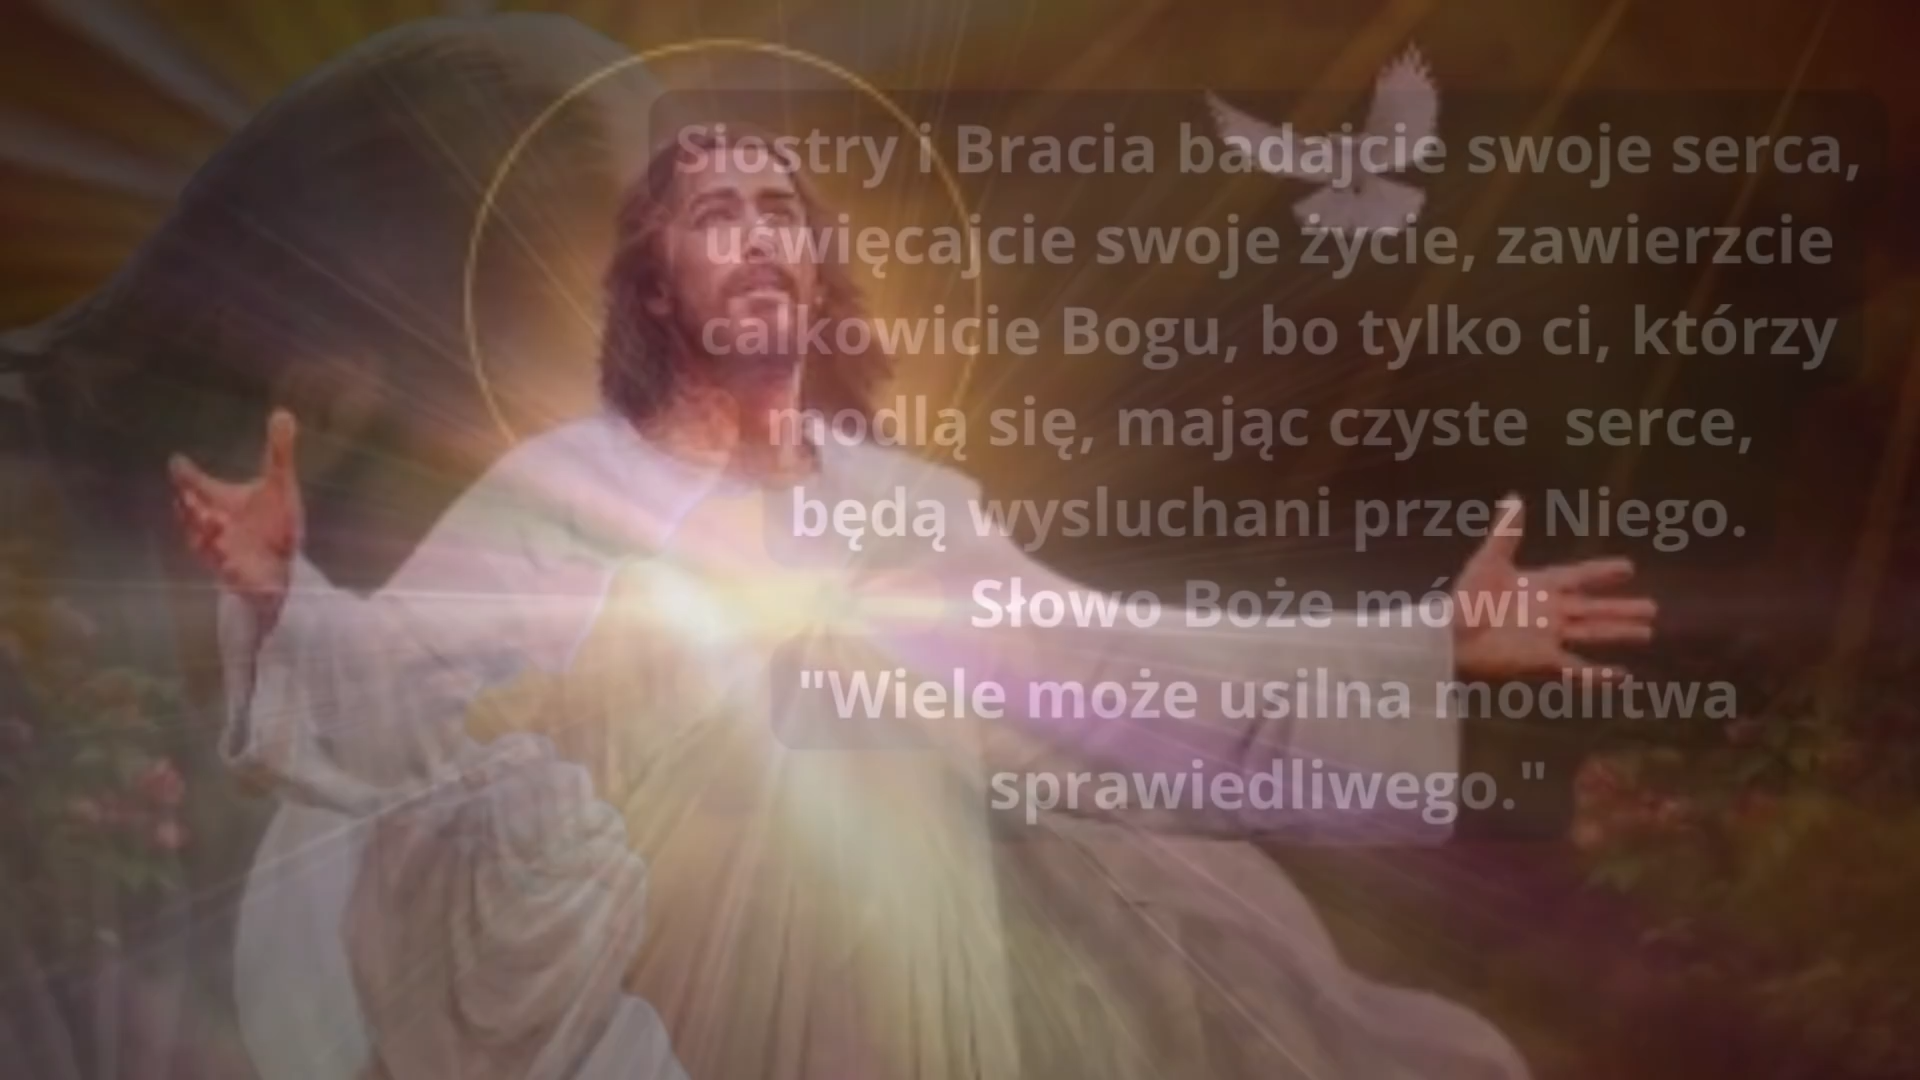 Siostry i Bracia badajcie swoje serca,
uświęcajcie swoje życie, zawierzcie
calkowicie Bogu, bo tylko ci, którzy
modlą się, mając czyste  serce,
będą wysluchani przez Niego.
Słowo Boże mówi:
"Wiele może usilna modlitwa
sprawiedliwego."